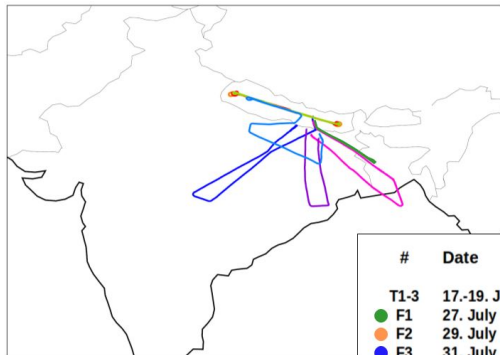 # Date
T1-3 17.-19. J
F1 27. July
F2 29. July
F3 31. July